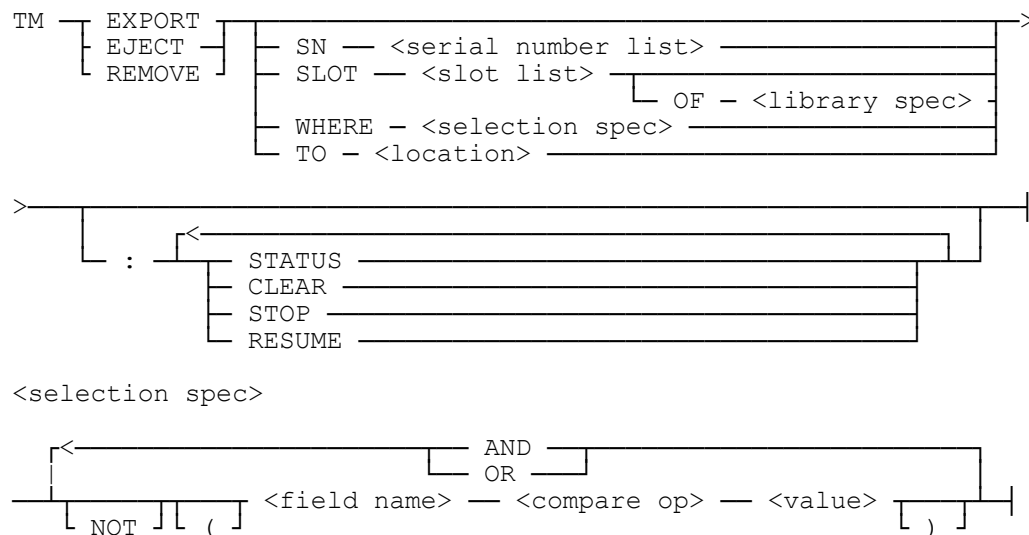 TM EXPORT >
EJECT SN <serial number list>
REMOVE SLOT <slot list>
OF <library spec>
WHERE <selection spec>
TO <location>
>
<
: STATUS
CLEAR
STOP
RESUME
<selection spec>
< AND
OR
<field name> <compare op> <value>
NOT ( )